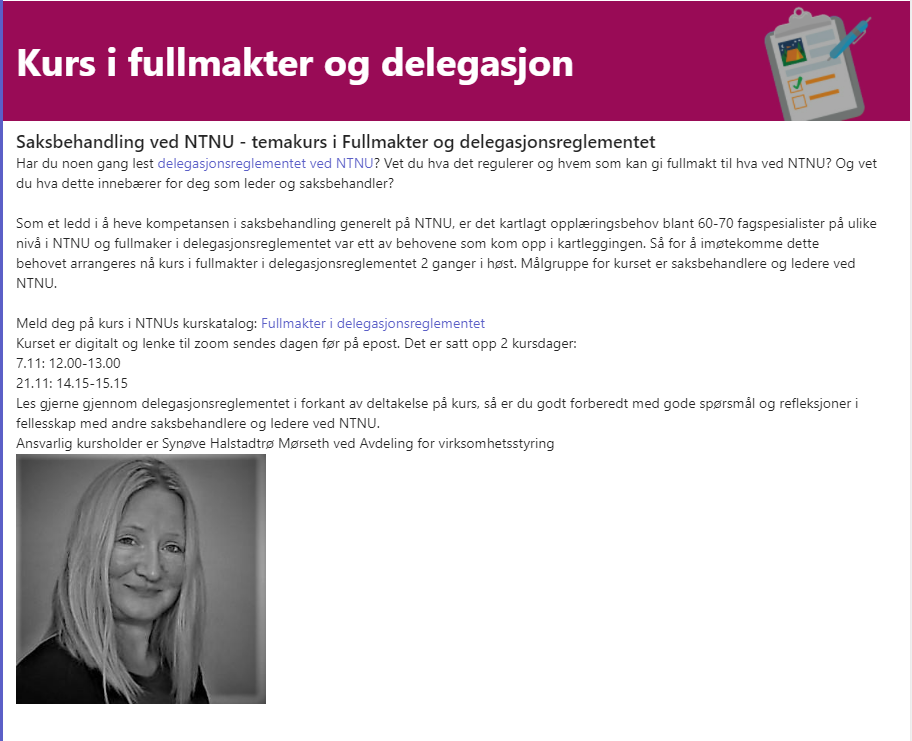 Kurs i fullmakter og delegasjon
Saksbehandling ved NTNU - temakurs i Fullmakter og delegasjonsreglementet
Har du noen gang lest delegasjonsreglementet ved NTNU? Vet du hva det regulerer og hvem som kan gi fullmakt til hva ved NTNU? Og vet
du hva dette innebærer for deg som leder og saksbehandler?
Som et ledd i å heve kompetansen i saksbehandling generelt på NTNU, er det kartlagt opplæringsbehov blant 60-70 fagspesialister på ulike
nivå i NTNU og fullmaker i delegasjonsreglementet var ett av behovene som kom opp i kartleggingen. Så for å imøtekomme dette
behovet arrangeres nå kurs i fullmakter i delegasjonsreglementet 2 ganger i høst. Målgruppe for kurset er saksbehandlere og ledere ved
NTNU.
Meld deg på kurs i NTNUs kurskatalog: Fullmakter i delegasjonsreglementet
Kurset er digitalt og lenke til zoom sendes dagen før på epost. Det er satt opp 2 kursdager:
7.11: 12.00-13.00
21.11: 14.15-15.15
Les gjerne gjennom delegasjonsreglementet i forkant av deltakelse på kurs, så er du godt forberedt med gode spørsmål og refleksjoner i
fellesskap med andre saksbehandlere og ledere ved NTNU.
Ansvarlig kursholder er Synøve Halstadtrø Mørseth ved Avdeling for virksomhetsstyring